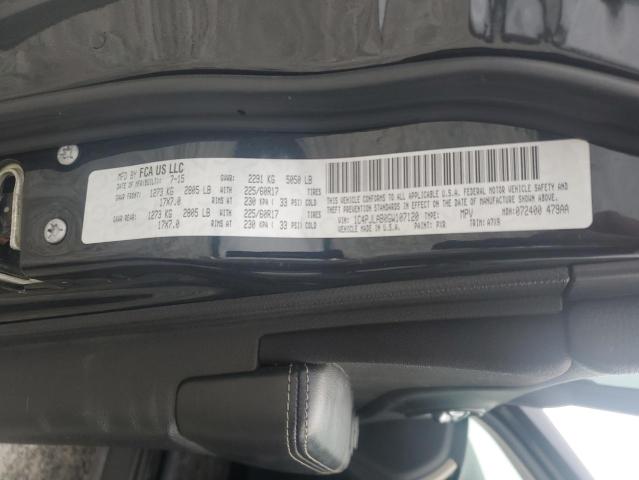 MFD BY FCA US LLC
DATE OF MFR(BUILD): 7-15 GVWR: 2291 KG 5050 LB
GAWR FRONT: 1273 KG 2805 LB WITH 225/60R17 TIRES
17X7.0 RIMS AT 230 KPA ( 33 PSI COLD)
GAWR REAR: 1273 KG 2805 LB WITH 225/60R17 TIRES
17X7.0 RIMS AT 230 KPA ( 33 PSI COLD)
THIS VEHICLE CONFORMS TO ALL APPLICABLE U.S.A. FEDERAL MOTOR VEHICLE SAFETY AND
THEFT PREVENTION STANDARDS IN EFFECT ON THE DATE OF MANUFACTURE SHOWN ABOVE.
VIN: 1C4PJLAB0GW107120 TYPE: MPV MDH: 072400 479AA
VEHICLE MADE IN U.S.A. PAINT: PXR TRIM: A7X9